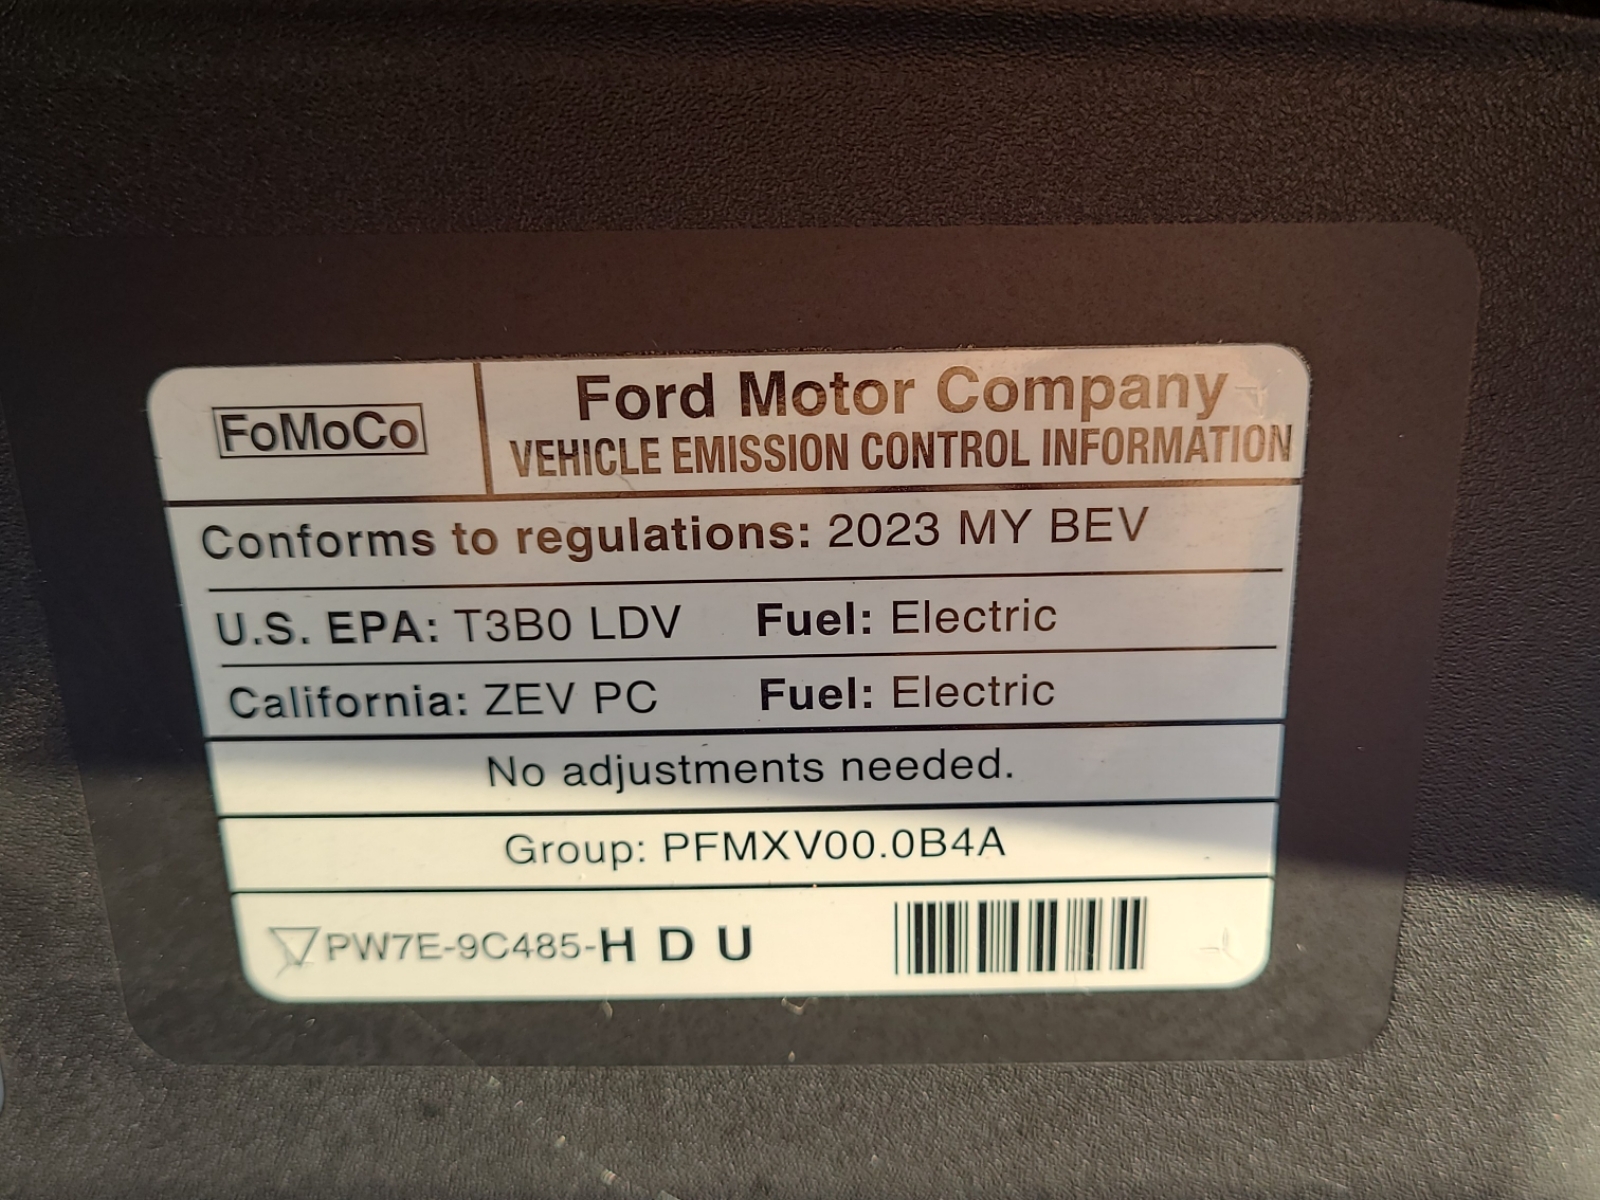 FoMoCo
Ford Motor Company
VEHICLE EMISSION CONTROL INFORMATION
Conforms to regulations: 2023 MY BEV
U.S. EPA: T3B0 LDV Fuel: Electric
California: ZEV PC Fuel: Electric
No adjustments needed.
Group: PFMXV00.0B4A
PW7E-9C485-H D U